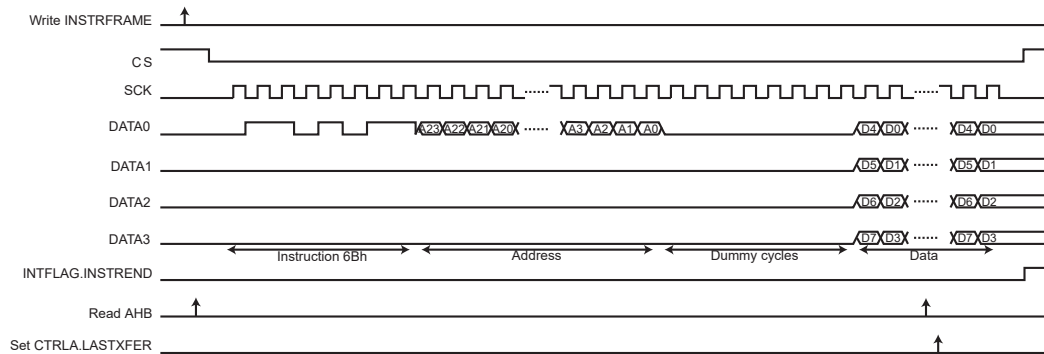 Write INSTRFRAME
CS
SCK
DATA0 A23 A22 A21 A20 ...... A3 A2 A1 A0 D4 D0 ...... D4 D0
DATA1 D5 D1 ...... D5 D1
DATA2 D6 D2 ...... D6 D2
DATA3 D7 D3 ...... D7 D3
Instruction 6Bh Address Dummy cycles Data
INTFLAG.INSTREND
Read AHB
Set CTRLA.LASTXFER